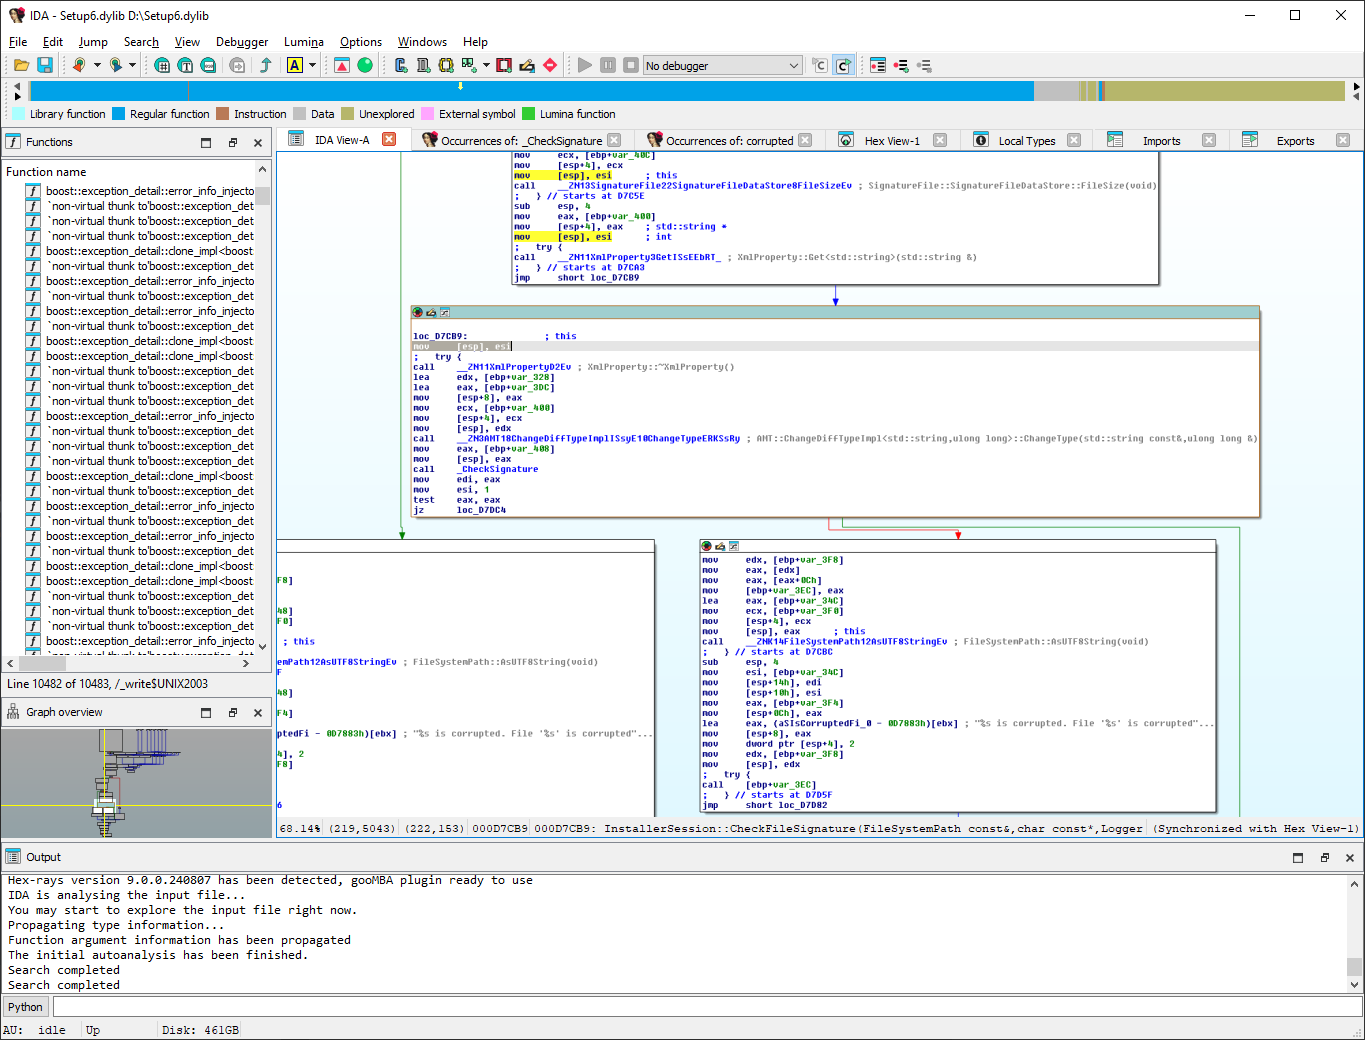 IDA - Setup6.dylib D:\Setup6.dylib
File Edit Jump Search View Debugger Lumina Options Windows Help
No debugger
Library function Regular function Instruction Data Unexplored External symbol Lumina function
Functions
IDA View-A Occurrences of: _CheckSignature Occurrences of: corrupted Hex View-1 Local Types Imports Exports
Function name
boost::exception_detail::error_info_injecto
`non-virtual thunk to'boost::exception_det
`non-virtual thunk to'boost::exception_det
`non-virtual thunk to'boost::exception_det
boost::exception_detail::clone_impl<boost
`non-virtual thunk to'boost::exception_det
boost::exception_detail::error_info_injecto
`non-virtual thunk to'boost::exception_det
boost::exception_detail::error_info_injecto
`non-virtual thunk to'boost::exception_det
boost::exception_detail::clone_impl<boost
boost::exception_detail::clone_impl<boost
`non-virtual thunk to'boost::exception_det
`non-virtual thunk to'boost::exception_det
`non-virtual thunk to'boost::exception_det
boost::exception_detail::error_info_injecto
`non-virtual thunk to'boost::exception_det
`non-virtual thunk to'boost::exception_det
`non-virtual thunk to'boost::exception_det
boost::exception_detail::clone_impl<boost
`non-virtual thunk to'boost::exception_det
boost::exception_detail::error_info_injecto
`non-virtual thunk to'boost::exception_det
boost::exception_detail::error_info_injecto
`non-virtual thunk to'boost::exception_det
boost::exception_detail::clone_impl<boost
boost::exception_detail::clone_impl<boost
`non-virtual thunk to'boost::exception_det
`non-virtual thunk to'boost::exception_det
`non-virtual thunk to'boost::exception_det
boost::exception_detail::error_info_injecto
Line 10482 of 10483, /_write$UNIX2003
Graph overview
mov ecx, [ebp+var_40C]
mov [esp+4], ecx
mov [esp], esi ; this
call __ZN13SignatureFile22SignatureFileDataStore8FileSizeEv ; SignatureFile::SignatureFileDataStore::FileSize(void)
; } // starts at D7C5E
sub esp, 4
mov eax, [ebp+var_400]
mov [esp+4], eax ; std::string *
mov [esp], esi ; int
; try {
call __ZN11XmlProperty3GetISsEEbRT_ ; XmlProperty::Get<std::string>(std::string &)
; } // starts at D7CA3
jmp short loc_D7CB9
loc_D7CB9: ; this
mov [esp], esi
; try {
call __ZN11XmlPropertyD2Ev ; XmlProperty::~XmlProperty()
lea edx, [ebp+var_328]
lea eax, [ebp+var_3DC]
mov [esp+8], eax
mov ecx, [ebp+var_400]
mov [esp+4], ecx
mov [esp], edx
call __ZN3AMT18ChangeDiffTypeImplISsyE10ChangeTypeERKSsRy ; AMT::ChangeDiffTypeImpl<std::string,ulong long>::ChangeType(std::string const&,ulong long &)
mov eax, [ebp+var_408]
mov [esp], eax
call _CheckSignature
mov edi, eax
mov esi, 1
test eax, eax
jz loc_D7DC4
F8]
48]
F0]
; this
temPath12AsUTF8StringEv ; FileSystemPath::AsUTF8String(void)
F
48]
F4]
ptedFi - 0D7883h)[ebx] ; "%s is corrupted. File '%s' is corrupted"...
4], 2
F8]
6
mov edx, [ebp+var_3F8]
mov eax, [edx]
mov eax, [eax+0Ch]
mov [ebp+var_3EC], eax
lea eax, [ebp+var_34C]
mov ecx, [ebp+var_3F0]
mov [esp+4], ecx
mov [esp], eax ; this
call __ZNK14FileSystemPath12AsUTF8StringEv ; FileSystemPath::AsUTF8String(void)
; } // starts at D7CBC
sub esp, 4
mov esi, [ebp+var_34C]
mov [esp+14h], edi
mov [esp+10h], esi
mov eax, [ebp+var_3F4]
mov [esp+0Ch], eax
lea eax, (aSIsCorruptedFi_0 - 0D7883h)[ebx] ; "%s is corrupted. File '%s' is corrupted"...
mov [esp+8], eax
mov dword ptr [esp+4], 2
mov edx, [ebp+var_3F8]
mov [esp], edx
; try {
call [ebp+var_3EC]
; } // starts at D7D5F
jmp short loc_D7D82
68.14% (219,5043) (222,153) 000D7CB9 000D7CB9: InstallerSession::CheckFileSignature(FileSystemPath const&,char const*,Logger (Synchronized with Hex View-1)
Output
Hex-rays version 9.0.0.240807 has been detected, gooMBA plugin ready to use
IDA is analysing the input file...
You may start to explore the input file right now.
Propagating type information...
Function argument information has been propagated
The initial autoanalysis has been finished.
Search completed
Search completed
Python
AU: idle Up Disk: 461GB